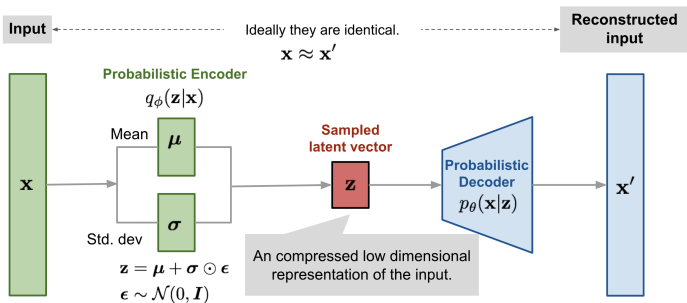 Input
Ideally they are identical.
x ≈ x′
Reconstructed
input
Probabilistic Encoder
qϕ(z|x)
Mean
μ
x
Std. dev
σ
z = μ + σ ⊙ ϵ
ϵ ∼ 𝒩(0, I)
Sampled
latent vector
z
An compressed low dimensional
representation of the input.
Probabilistic
Decoder
pθ(x|z)
x′